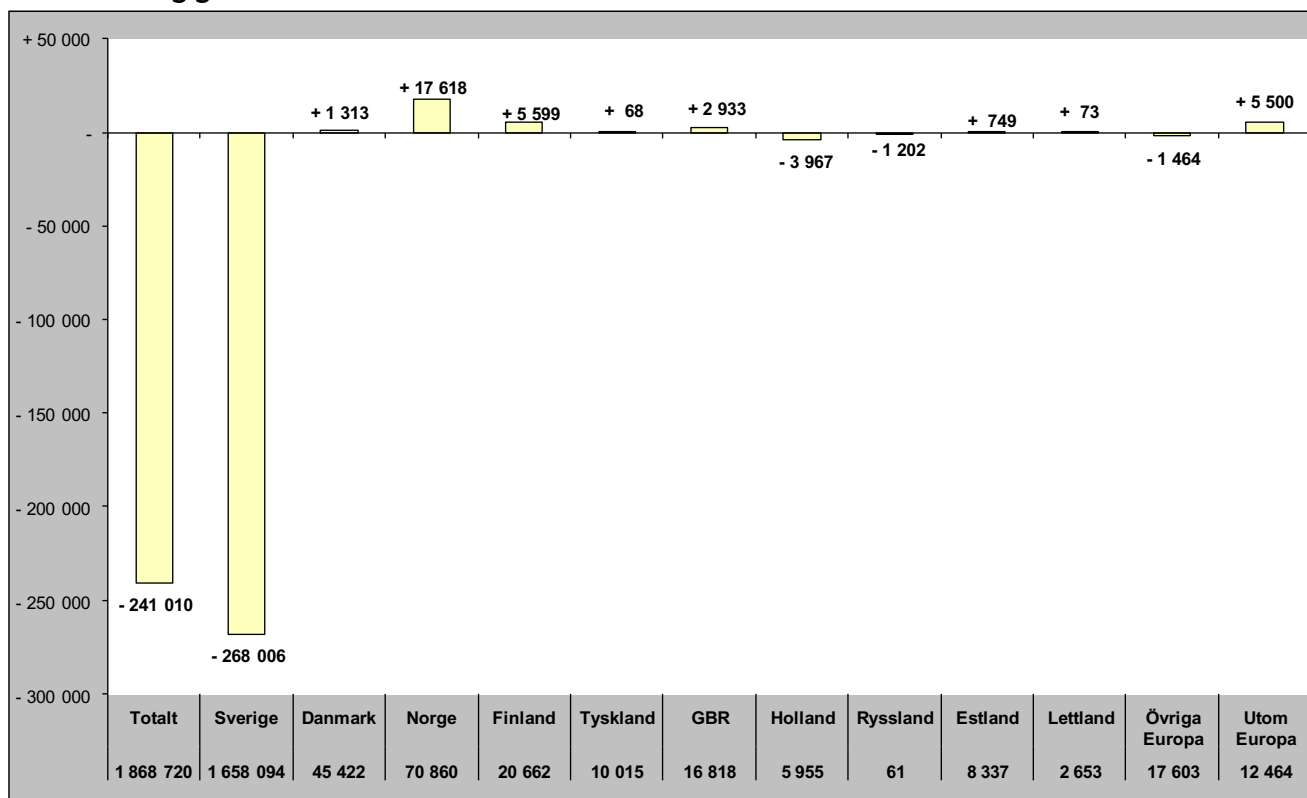 + 50 000
-
- 50 000
- 100 000
- 150 000
- 200 000
- 250 000
- 300 000
- 241 010
- 268 006
+ 1 313
+ 17 618
+ 5 599
+ 68
+ 2 933
- 3 967
- 1 202
+ 749
+ 73
- 1 464
+ 5 500
Totalt Sverige Danmark Norge Finland Tyskland GBR Holland Ryssland Estland Lettland Övriga Utom
Europa Europa
1 868 720 1 658 094 45 422 70 860 20 662 10 015 16 818 5 955 61 8 337 2 653 17 603 12 464